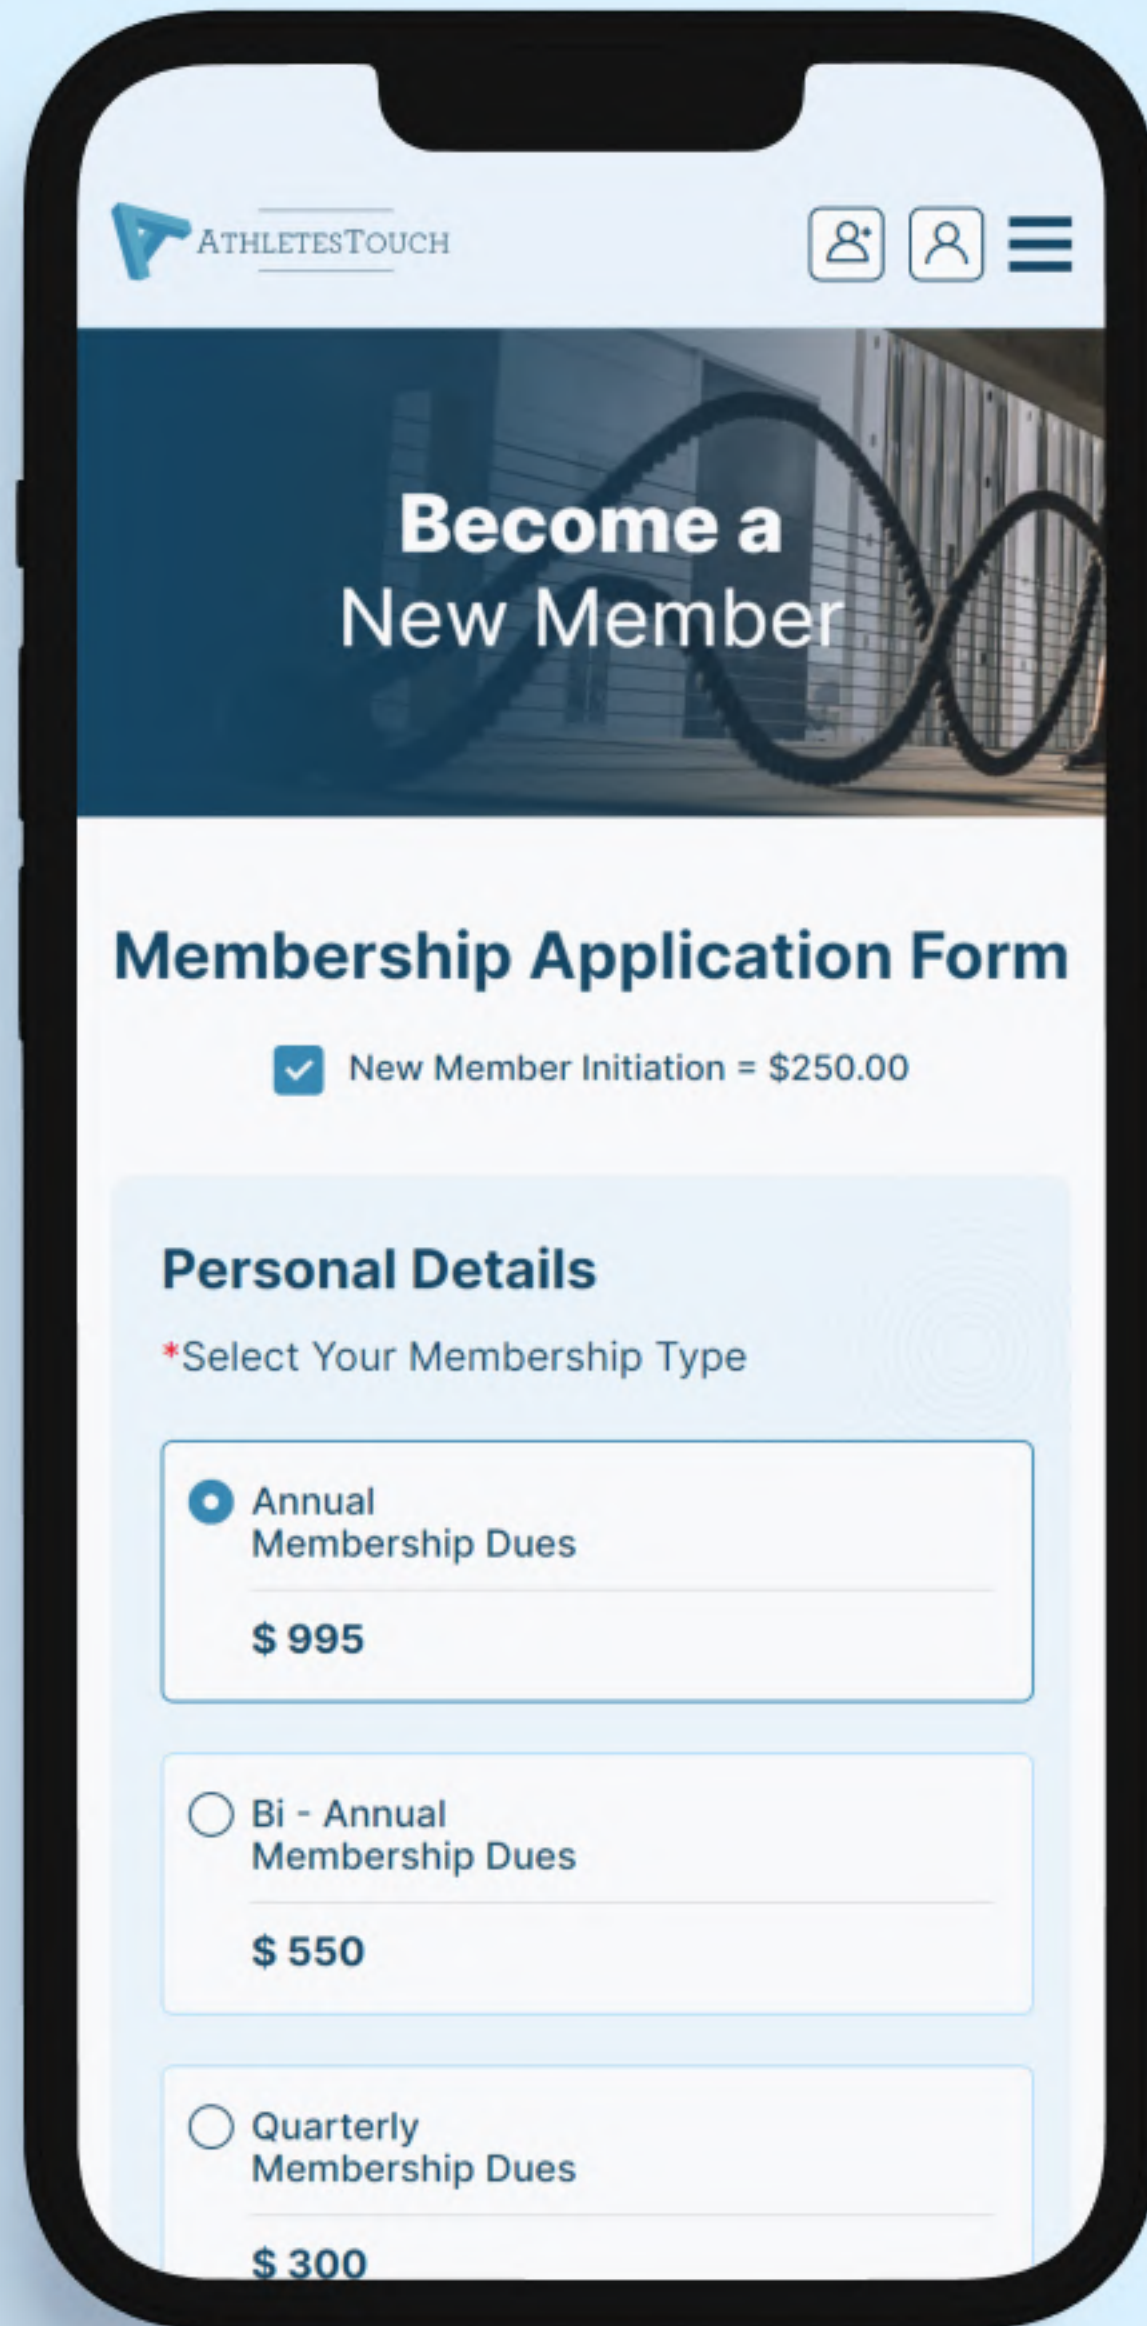 ATHLETESTOUCH
Become a
New Member
Membership Application Form
New Member Initiation = $250.00
Personal Details
*Select Your Membership Type
Annual
Membership Dues
$ 995
Bi - Annual
Membership Dues
$ 550
Quarterly
Membership Dues
$ 300